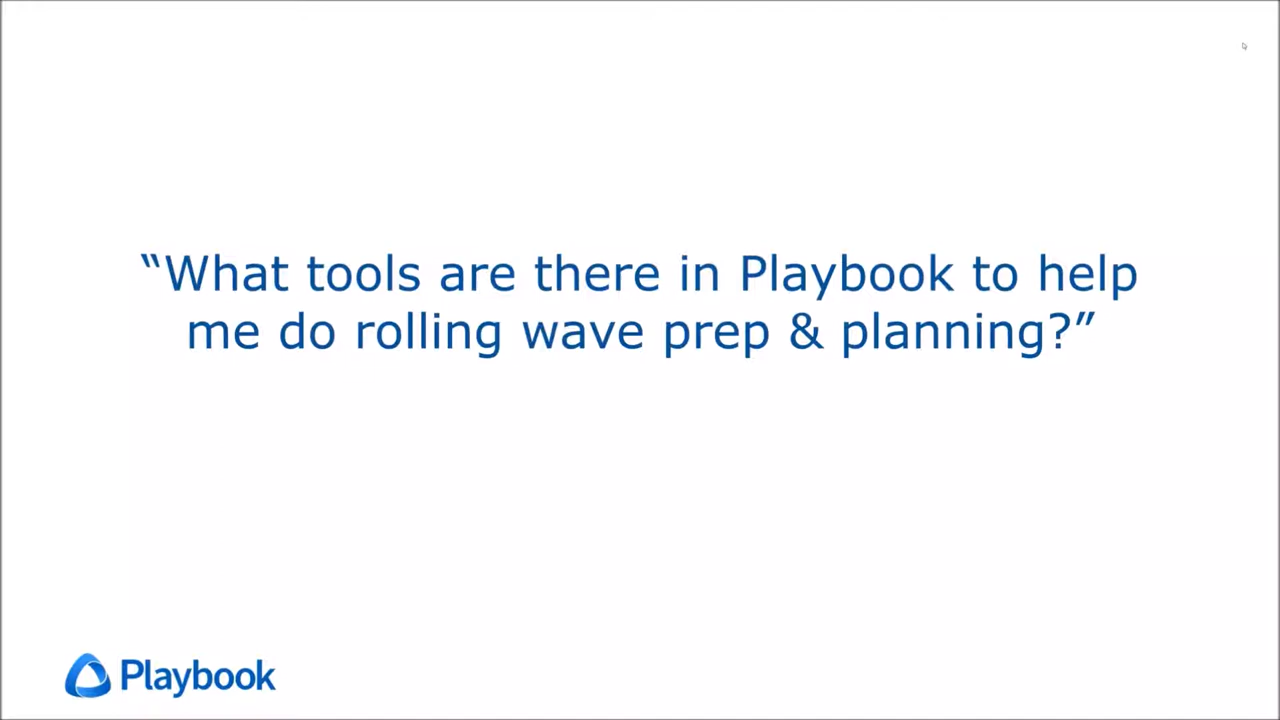 “What tools are there in Playbook to help
me do rolling wave prep & planning?”
Playbook